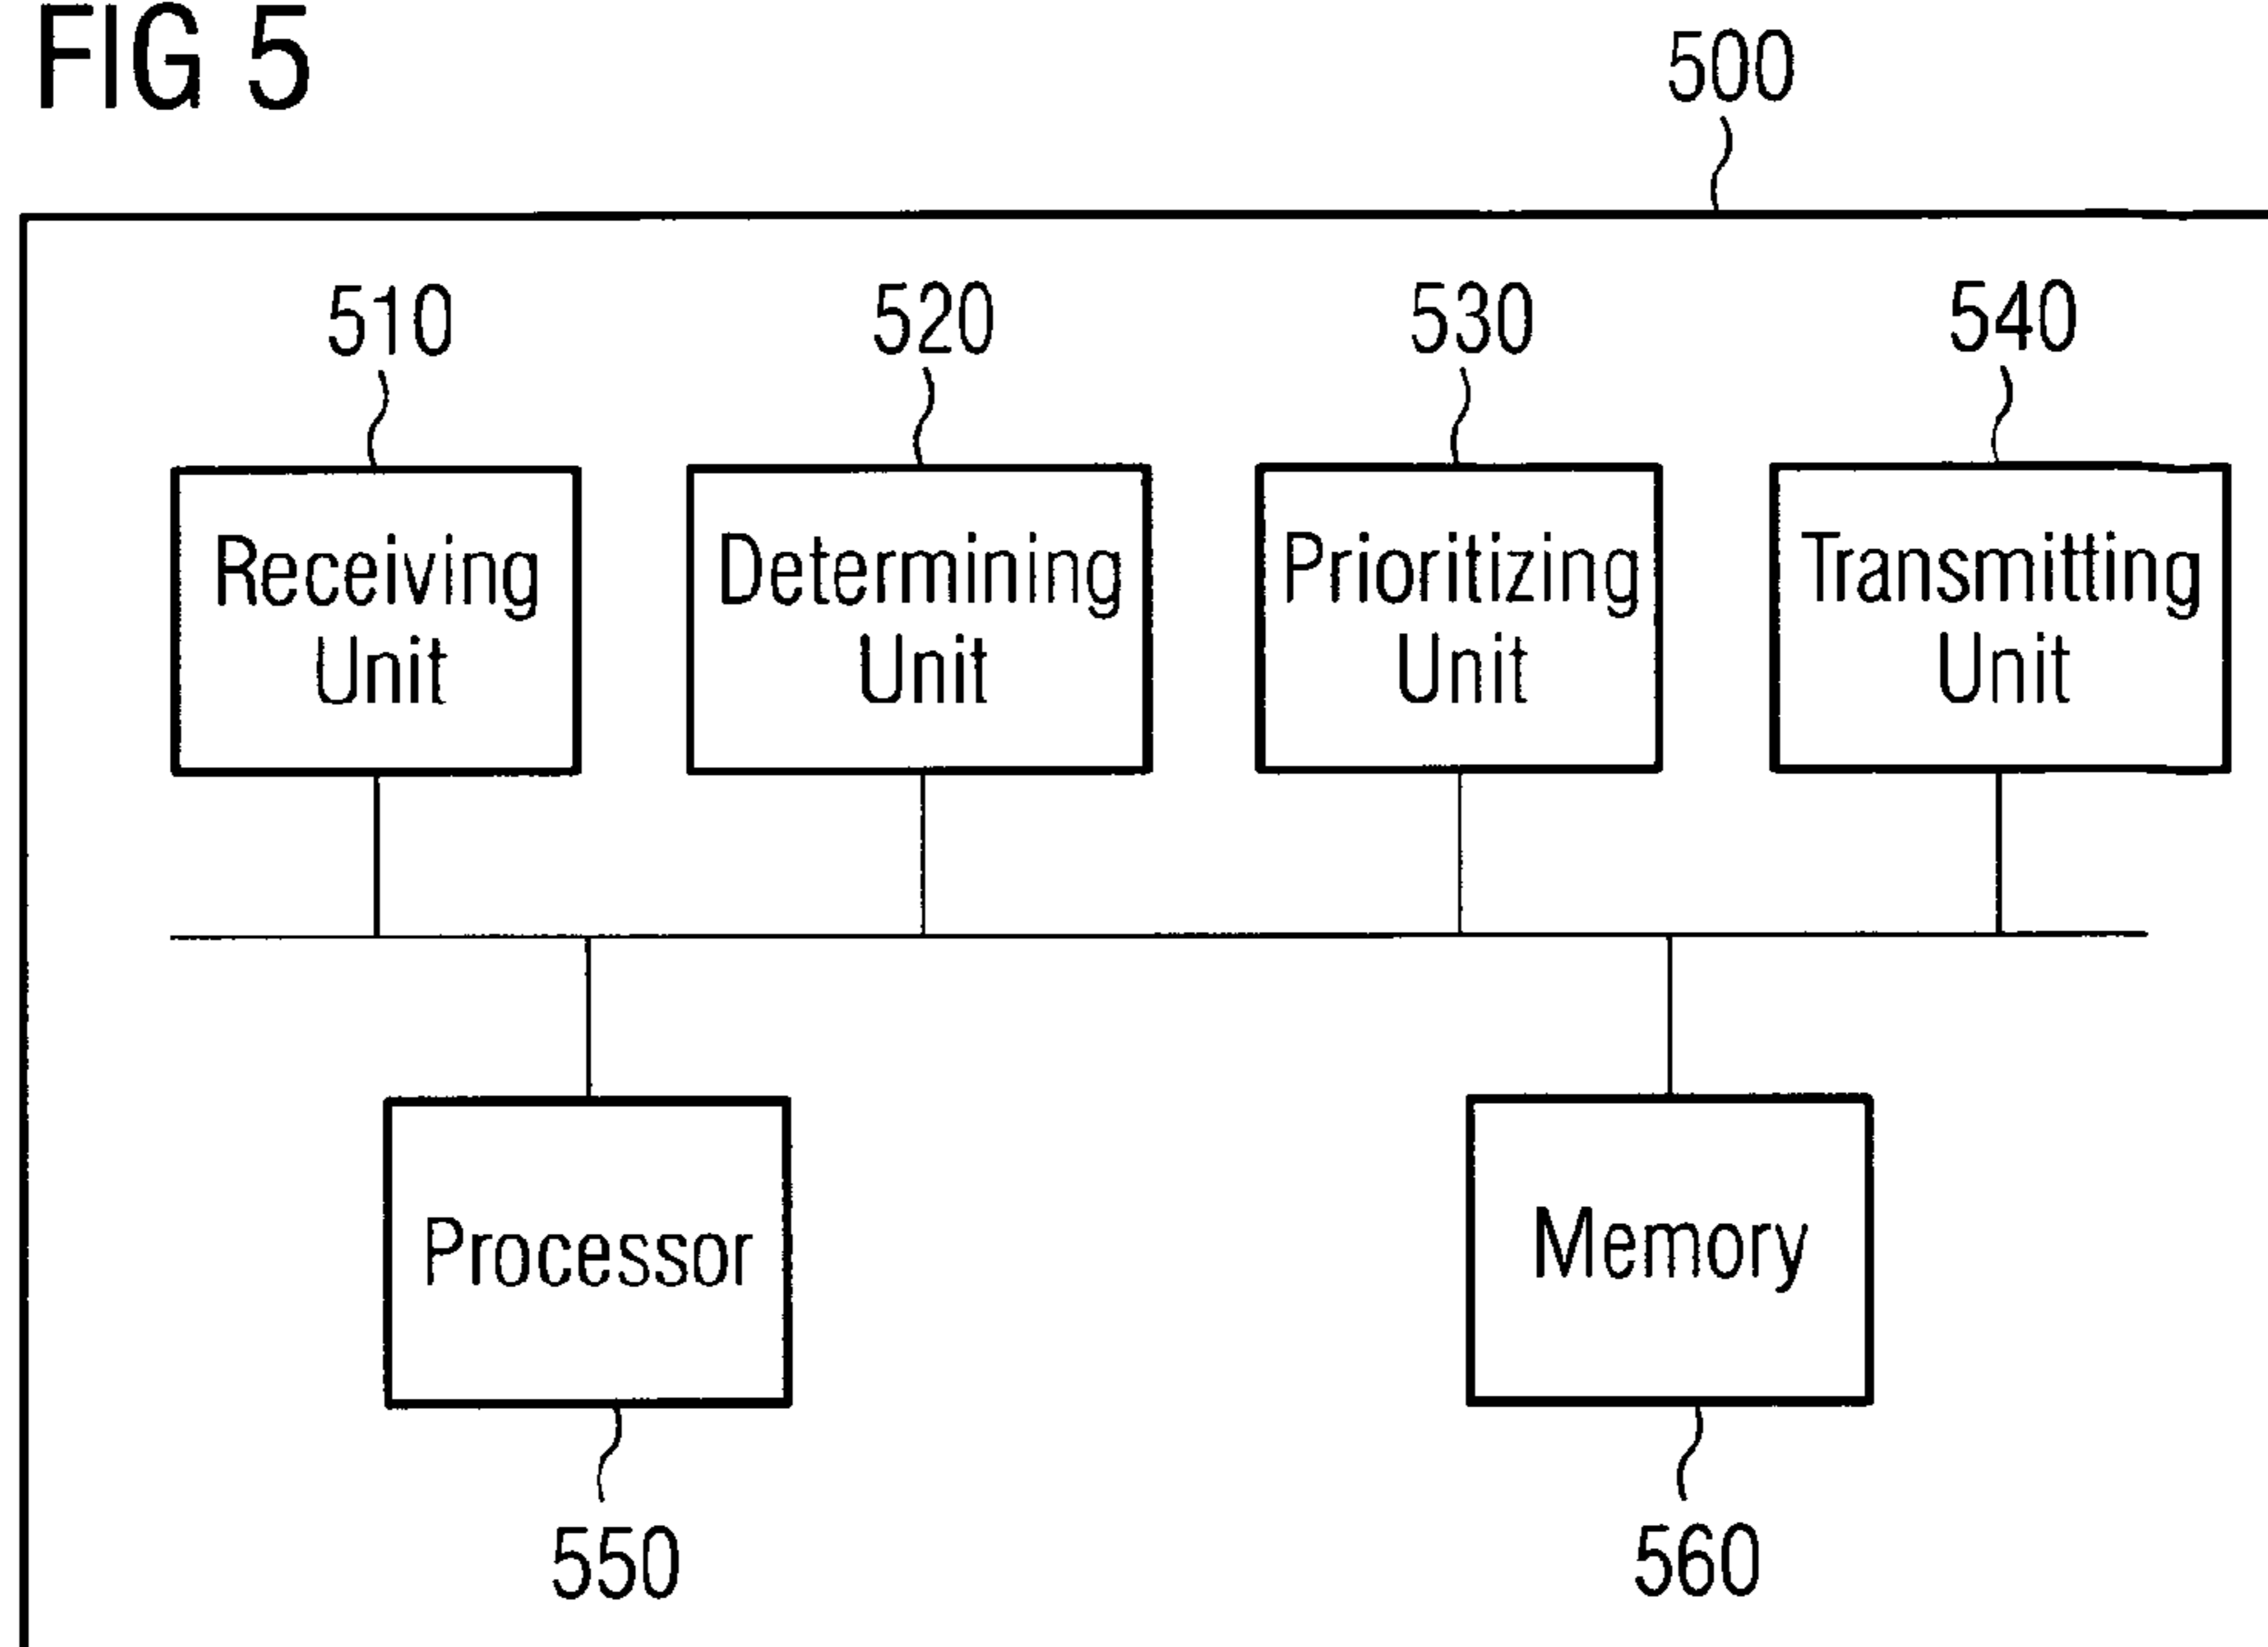 FIG 5
500
510
520
530
540
Receiving
Unit
Determining
Unit
Prioritizing
Unit
Transmitting
Unit
Processor
Memory
550
560